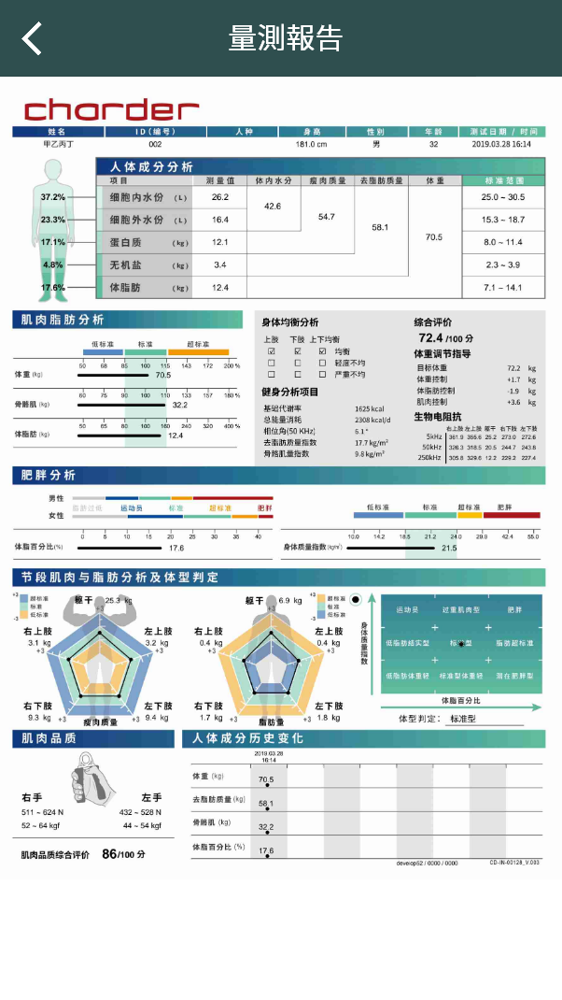 量測報告
charder
姓名 ID(编号) 人种 身高 性別 年龄 测试日期 / 时间
甲乙丙丁 002 181.0 cm 男 32 2019.03.28 16:14
人体成分分析
项目 测量值 体内水分 瘦肉质量 去脂肪质量 体重 标准范围
37.2% 细胞内水份 (L) 26.2 42.6 54.7 58.1 70.5 25.0 ~ 30.5
23.3% 细胞外水份 (L) 16.4 15.3 ~ 18.7
17.1% 蛋白质 (kg) 12.1 8.0 ~ 11.4
4.8% 无机盐 (kg) 3.4 2.3 ~ 3.9
17.6% 体脂肪 (kg) 12.4 7.1 ~ 14.1
肌肉脂肪分析
低标准 标准 超标准
体重 (kg) 50 68 85 100 115 143 172 200 %
70.5
骨骼肌 (kg) 60 75 90 100 110 133 157 180 %
32.2
体脂肪 (kg) 50 65 80 100 160 240 320 400 %
12.4
身体均衡分析
上肢 下肢 上下均衡
均衡
轻度不均
严重不均
健身分析项目
基础代谢率 1625 kcal
总能量消耗 2308 kcal/d
相位角(50 KHz) 5.1 °
去脂肪质量指数 17.7 kg/m²
骨骼肌量指数 9.8 kg/m²
综合评价
72.4 /100 分
体重调节指导
目标体重 72.2 kg
体重控制 +1.7 kg
体脂肪控制 -1.9 kg
肌肉控制 +3.6 kg
生物电阻抗
右上肢 左上肢 躯干 右下肢 左下肢
5kHz 361.9 355.6 25.2 273.0 272.6
50kHz 326.3 318.5 20.5 244.7 243.6
250kHz 305.8 329.6 12.2 229.2 227.4
肥胖分析
男性
脂肪过低 运动员 标准 超标准 肥胖
女性
体脂百分比(%) 0 5 10 15 20 25 30 35 40
17.6
低标准 标准 超标准 肥胖
身体质量指数(kg/m²) 10.0 14.2 18.5 21.2 24.0 29.9 42.4 55.0
21.5
节段肌肉与脂肪分析及体型判定
+3 超标准
标准
-3 低标准
躯干 25.3 kg
+3
右上肢 3.1 kg +3
左上肢 3.2 kg +3
右下肢 9.3 kg +3
左下肢 9.4 kg +3
瘦肉质量
超标准 +3
标准
低标准 -3
躯干 6.9 kg
+3
右上肢 0.4 kg +3
左上肢 0.4 kg +3
右下肢 1.7 kg +3
左下肢 1.8 kg +3
脂肪量
身体质量指数
运动员 过重肌肉型 肥胖
低脂肪结实型 标准型 脂肪超标准
低脂肪体重轻 标准型体重轻 潜在肥胖型
体脂百分比
体型判定: 标准型
肌肉品质
右手 左手
511 ~ 624 N 432 ~ 528 N
52 ~ 64 kgf 44 ~ 54 kgf
肌肉品质综合评价 86/100 分
人体成分历史变化
2019.03.28
16:14
体重 (kg) 70.5
去脂肪质量 (kg) 58.1
骨骼肌 (kg) 32.2
体脂百分比 (%) 17.6
develop52 / 0000 / 0000 CD-IN-00128_V.003